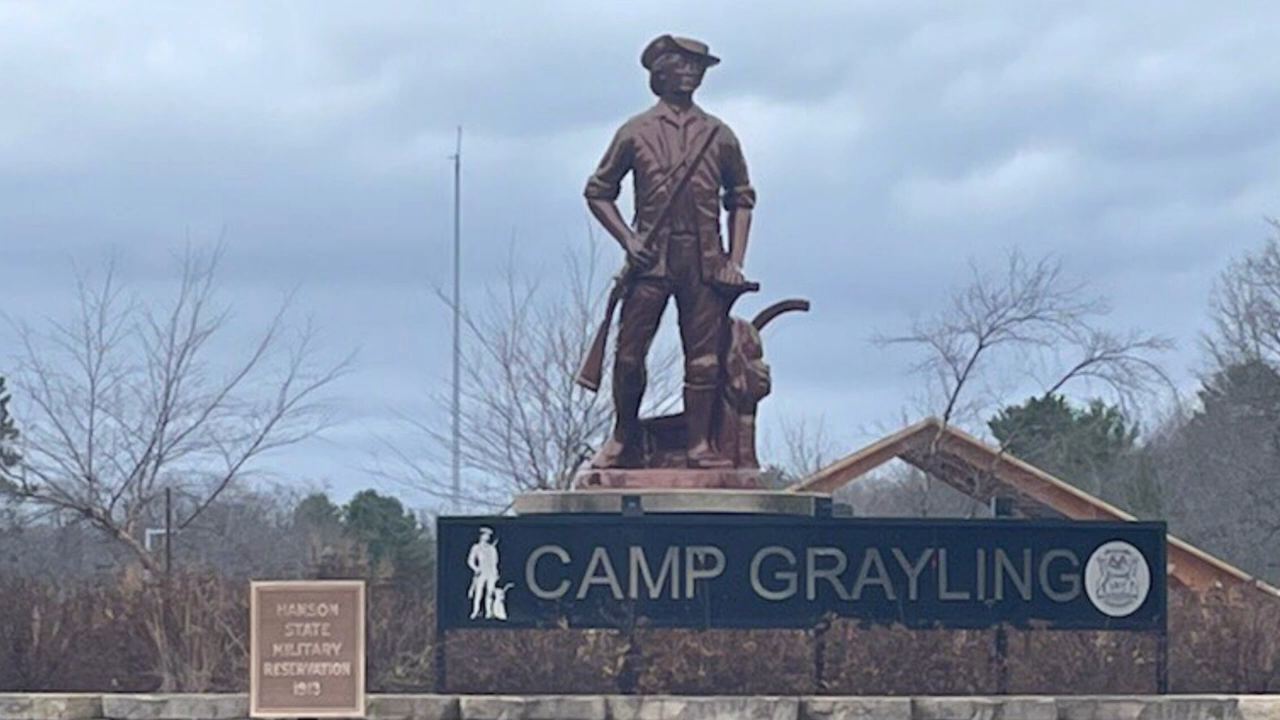 CAMP GRAYLING
HANSON
STATE
MILITARY
RESERVATION
1913